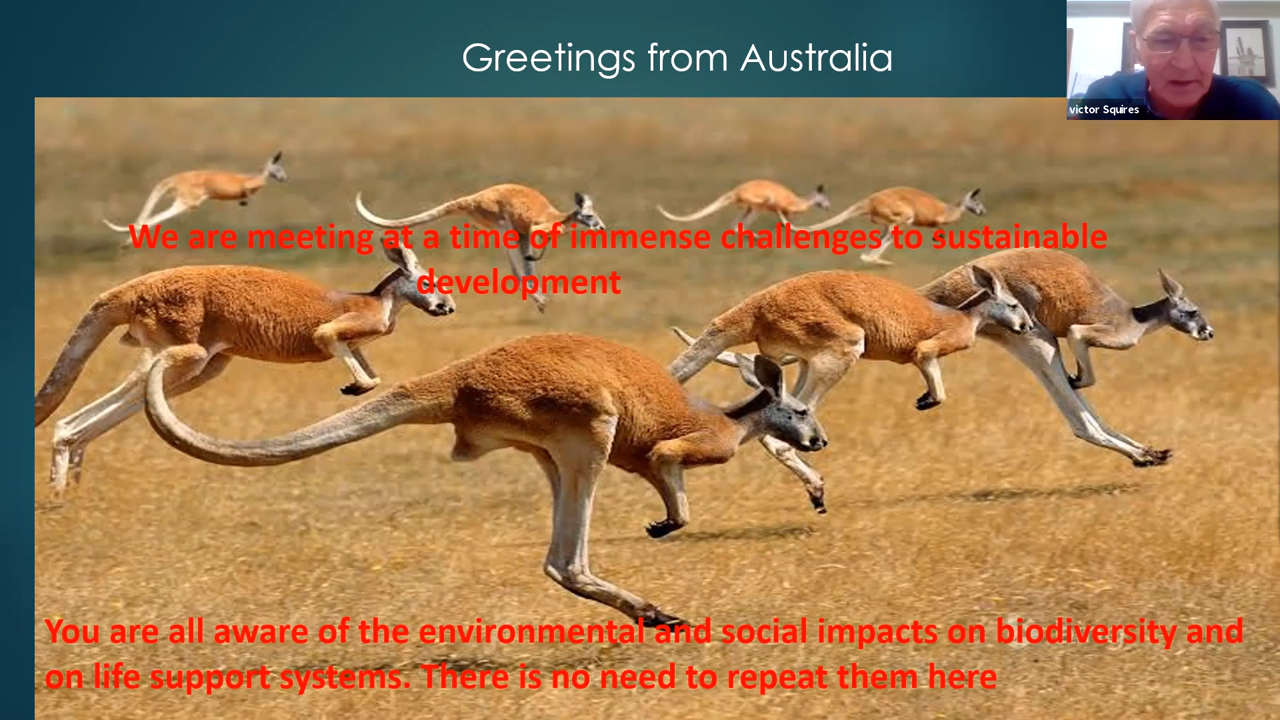 Greetings from Australia
victor Squires
We are meeting at a time of immense challenges to sustainable
development
You are all aware of the environmental and social impacts on biodiversity and
on life support systems. There is no need to repeat them here